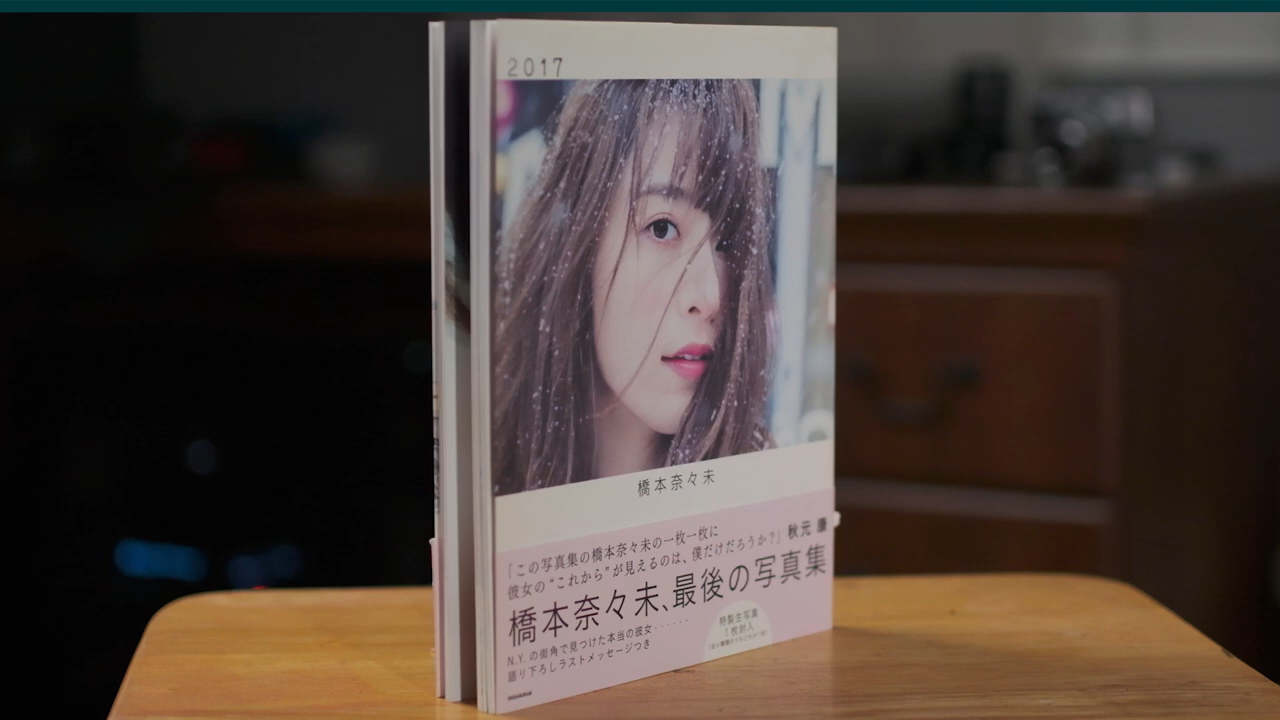 2017
橋本奈々未
「この写真集の橋本奈々未の一枚一枚に
彼女の“これから”が見えるのは、僕だけだろうか?」秋元 康
橋本奈々未、最後の写真集
N.Y. の街角で見つけた本当の彼女······
語り下ろしラストメッセージつき
特製生写真
1枚封入